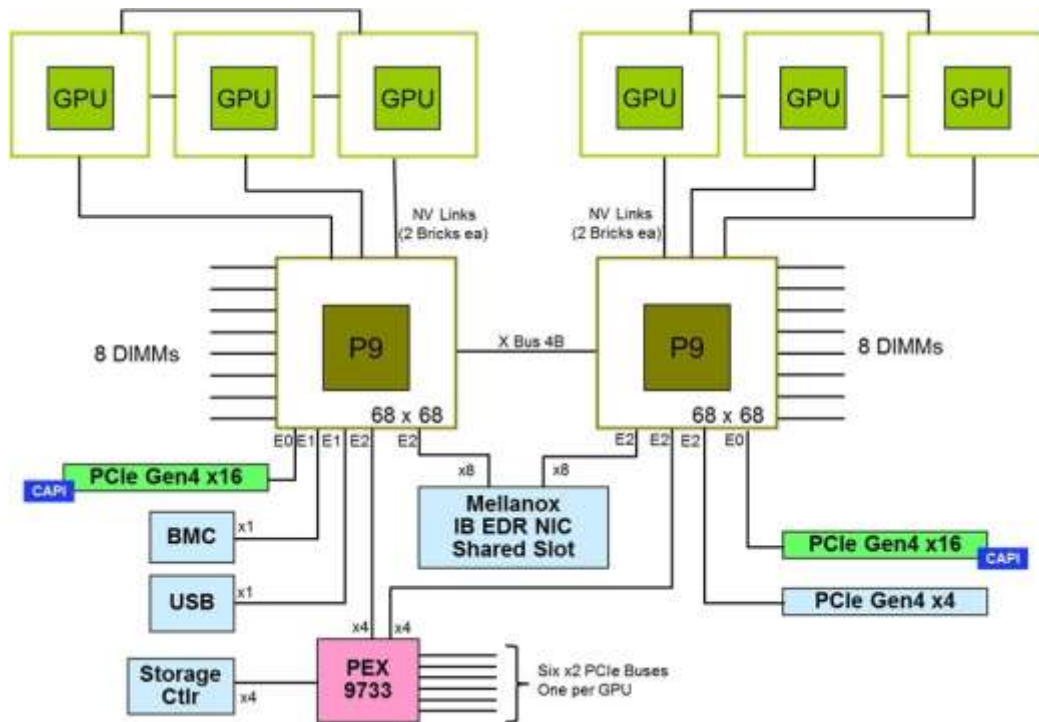 GPU GPU GPU GPU GPU GPU
NV Links
(2 Bricks ea)
NV Links
(2 Bricks ea)
8 DIMMs
P9
X Bus 4B
P9
8 DIMMs
68 x 68
68 x 68
E0 E1 E1 E2 E2
E2 E2 E2 E0
PCIe Gen4 x16
CAPI
x8
x8
Mellanox
IB EDR NIC
Shared Slot
BMC
x1
PCIe Gen4 x16
CAPI
USB
x1
PCIe Gen4 x4
x4
x4
Storage
Ctlr
x4
PEX
9733
Six x2 PCIe Buses
One per GPU